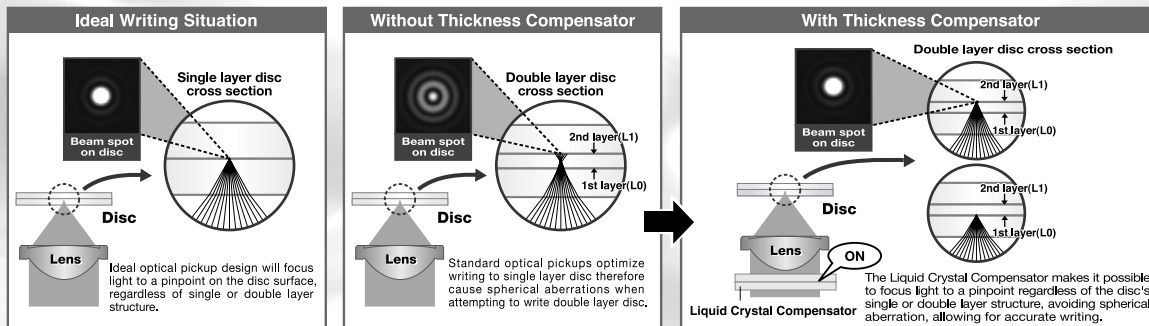 Ideal Writing Situation
Single layer disc
cross section
Beam spot
on disc
Disc
Lens
Ideal optical pickup design will focus
light to a pinpoint on the disc surface,
regardless of single or double layer
structure.
Without Thickness Compensator
Double layer disc
cross section
2nd layer(L1)
1st layer(L0)
Beam spot
on disc
Disc
Lens
Standard optical pickups optimize
writing to single layer disc therefore
cause spherical aberrations when
attempting to write double layer disc.
With Thickness Compensator
Double layer disc cross section
2nd layer(L1)
1st layer(L0)
Beam spot
on disc
2nd layer(L1)
1st layer(L0)
Disc
Lens
ON
Liquid Crystal Compensator
The Liquid Crystal Compensator makes it possible
to focus light to a pinpoint regardless of the disc's
single or double layer structure, avoiding spherical
aberration, allowing for accurate writing.